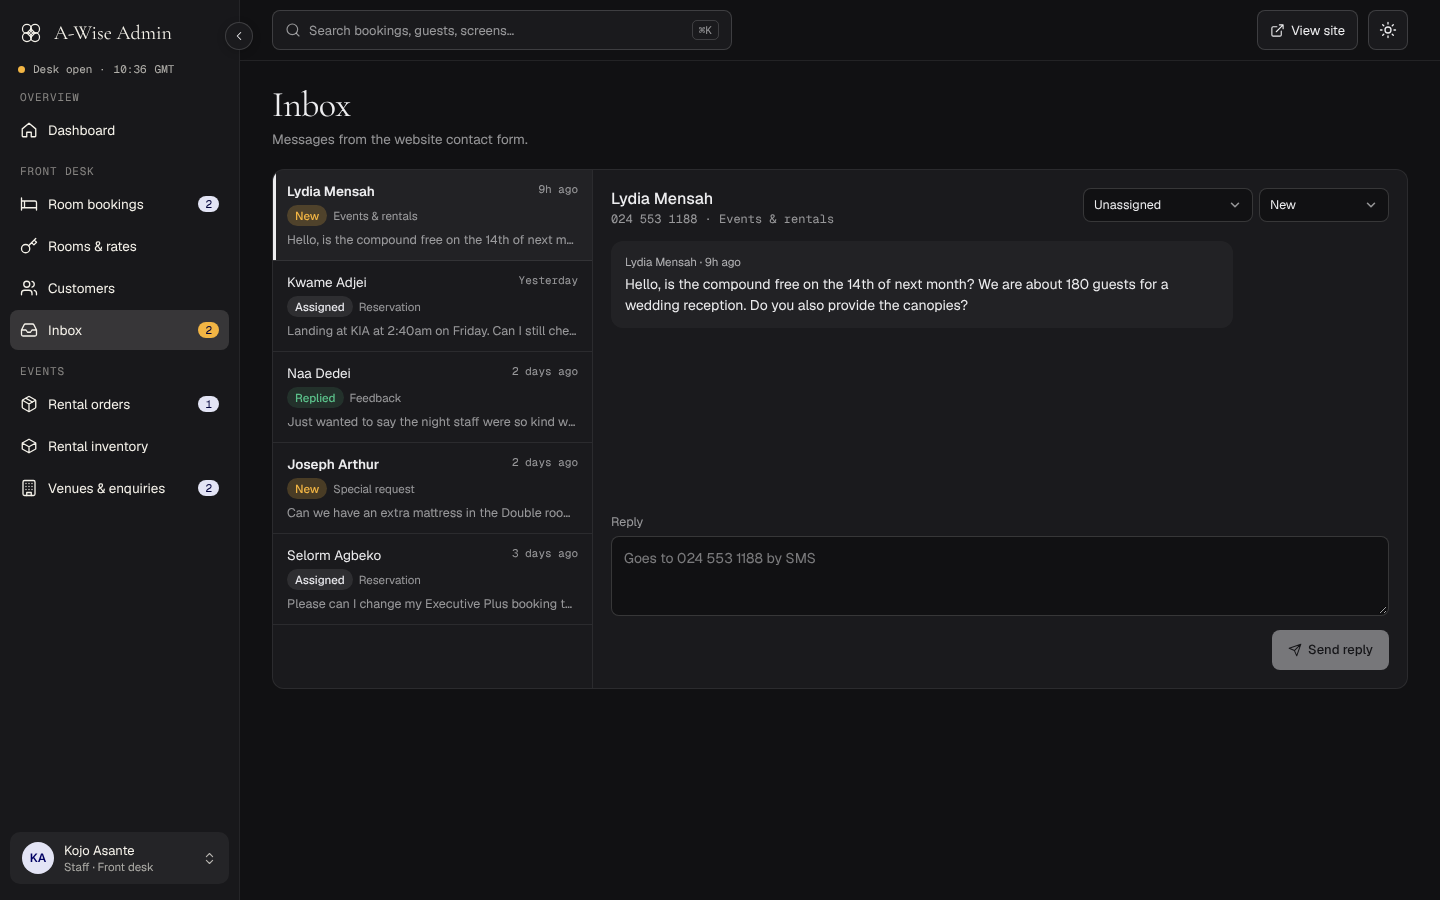 A-Wise Admin
Desk open · 10:36 GMT
OVERVIEW
Dashboard
FRONT DESK
Room bookings 2
Rooms & rates
Customers
Inbox 2
EVENTS
Rental orders 1
Rental inventory
Venues & enquiries 2
KA
Kojo Asante
Staff · Front desk
Search bookings, guests, screens... ⌘K
View site
Inbox
Messages from the website contact form.
Lydia Mensah 9h ago
New Events & rentals
Hello, is the compound free on the 14th of next m...
Kwame Adjei Yesterday
Assigned Reservation
Landing at KIA at 2:40am on Friday. Can I still che...
Naa Dedei 2 days ago
Replied Feedback
Just wanted to say the night staff were so kind w...
Joseph Arthur 2 days ago
New Special request
Can we have an extra mattress in the Double roo...
Selorm Agbeko 3 days ago
Assigned Reservation
Please can I change my Executive Plus booking t...
Lydia Mensah
024 553 1188 · Events & rentals
Unassigned
New
Lydia Mensah · 9h ago
Hello, is the compound free on the 14th of next month? We are about 180 guests for a
wedding reception. Do you also provide the canopies?
Reply
Goes to 024 553 1188 by SMS
Send reply